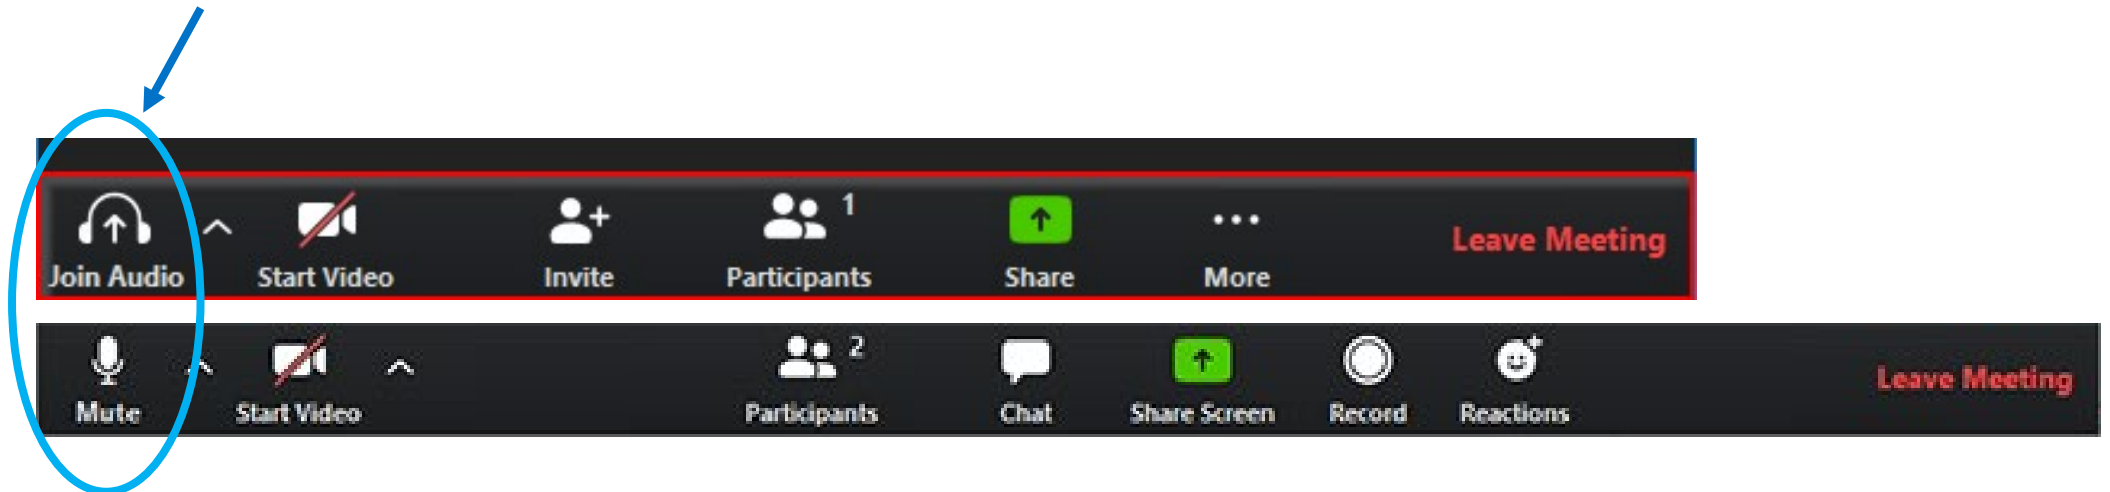 1
Join Audio Start Video Invite Participants Share More Leave Meeting
2
Mute Start Video Participants Chat Share Screen Record Reactions Leave Meeting